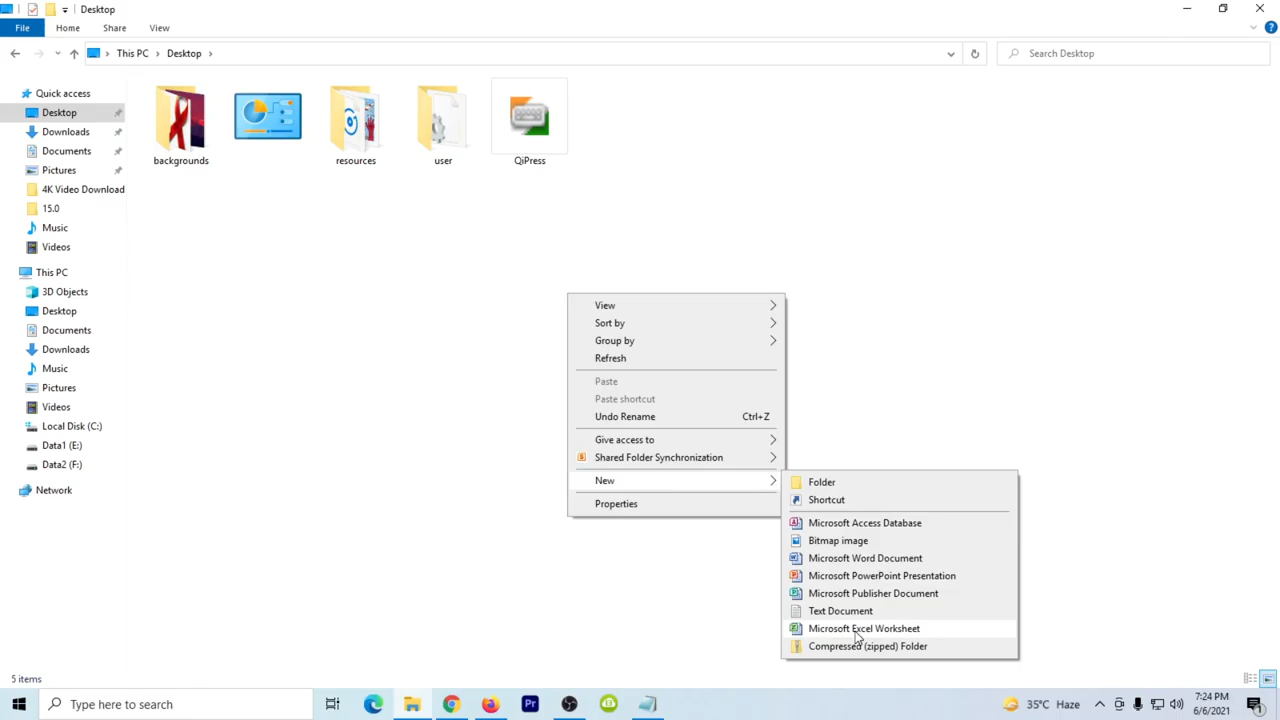 Desktop
File Home Share View
This PC Desktop
Search Desktop
Quick access
Desktop
Downloads
Documents
Pictures
4K Video Download
15.0
Music
Videos
This PC
3D Objects
Desktop
Documents
Downloads
Music
Pictures
Videos
Local Disk (C:)
Data1 (E:)
Data2 (F:)
Network
backgrounds
resources
user
QiPress
View
Sort by
Group by
Refresh
Paste
Paste shortcut
Undo Rename Ctrl+Z
Give access to
Shared Folder Synchronization
New
Properties
Folder
Shortcut
Microsoft Access Database
Bitmap image
Microsoft Word Document
Microsoft PowerPoint Presentation
Microsoft Publisher Document
Text Document
Microsoft Excel Worksheet
Compressed (zipped) Folder
5 items
Type here to search
Pr
35°C Haze
7:24 PM
6/6/2021
1